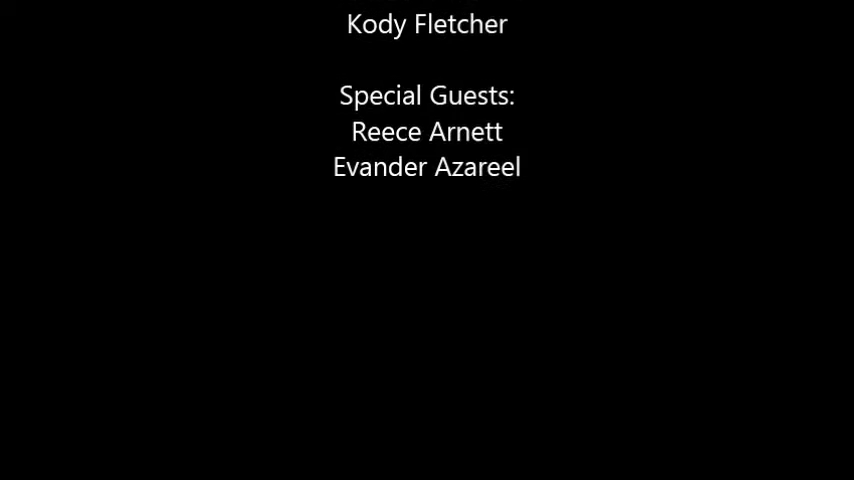 Kody Fletcher
Special Guests:
Reece Arnett
Evander Azareel